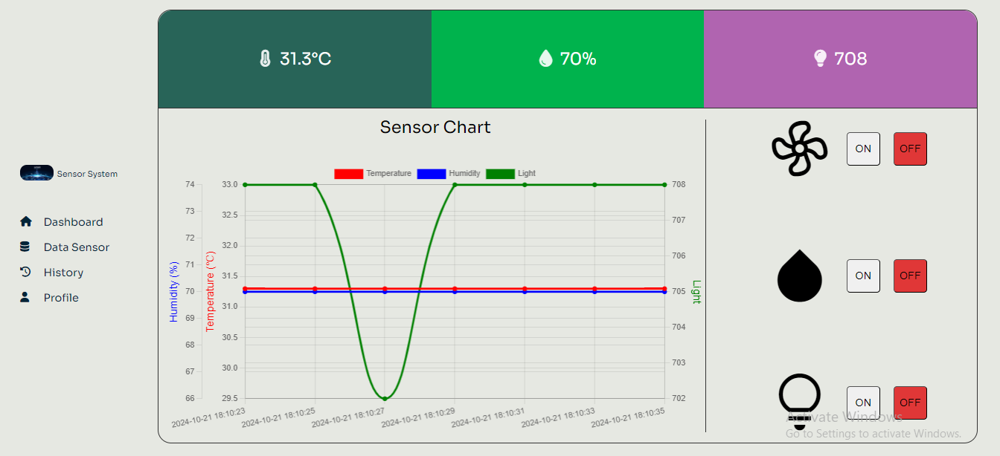 31.3°C
70%
708
Sensor System
Dashboard
Data Sensor
History
Profile
Sensor Chart
Temperature Humidity Light
Humidity (%)
74
73
72
71
70
69
68
67
66
Temperature (°C)
33.0
32.5
32.0
31.5
31.0
30.5
30.0
29.5
708
707
706
705
704
703
702
Light
2024-10-21 18:10:23
2024-10-21 18:10:25
2024-10-21 18:10:27
2024-10-21 18:10:29
2024-10-21 18:10:31
2024-10-21 18:10:33
2024-10-21 18:10:35
ON OFF
ON OFF
ON OFF
Activate Windows
Go to Settings to activate Windows.